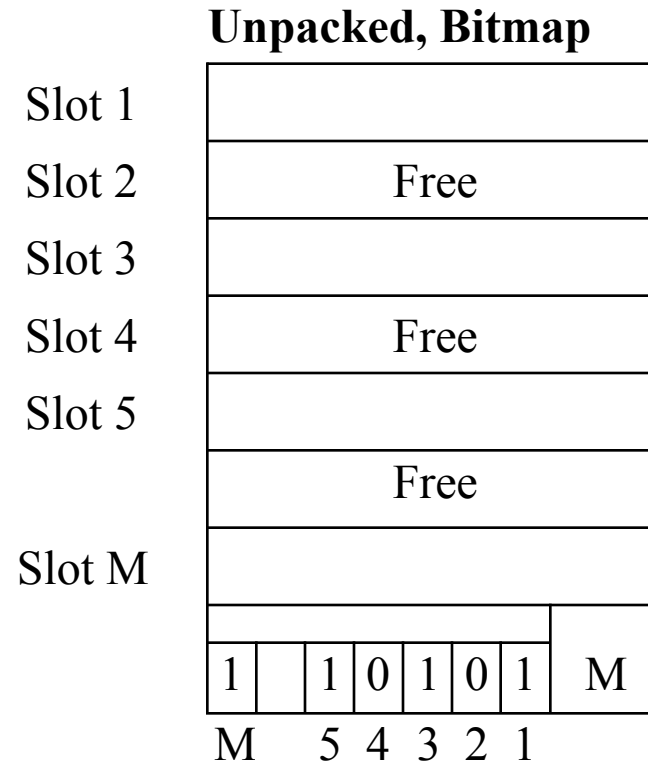 Unpacked, Bitmap
Slot 1
Slot 2 Free
Slot 3
Slot 4 Free
Slot 5
Free
Slot M
1 1 0 1 0 1 M
M 5 4 3 2 1